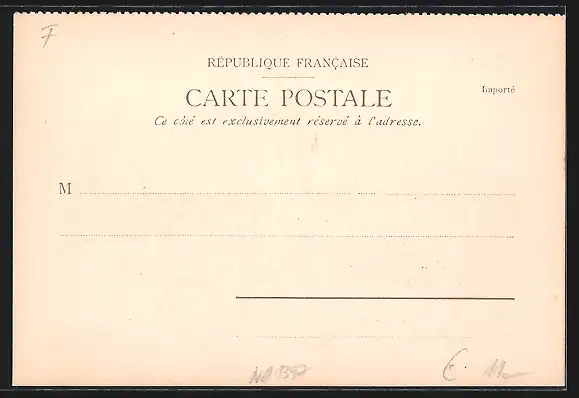 F
RÉPUBLIQUE FRANÇAISE
CARTE POSTALE
Importé
Ce côté est exclusivement réservé à l'adresse.
M